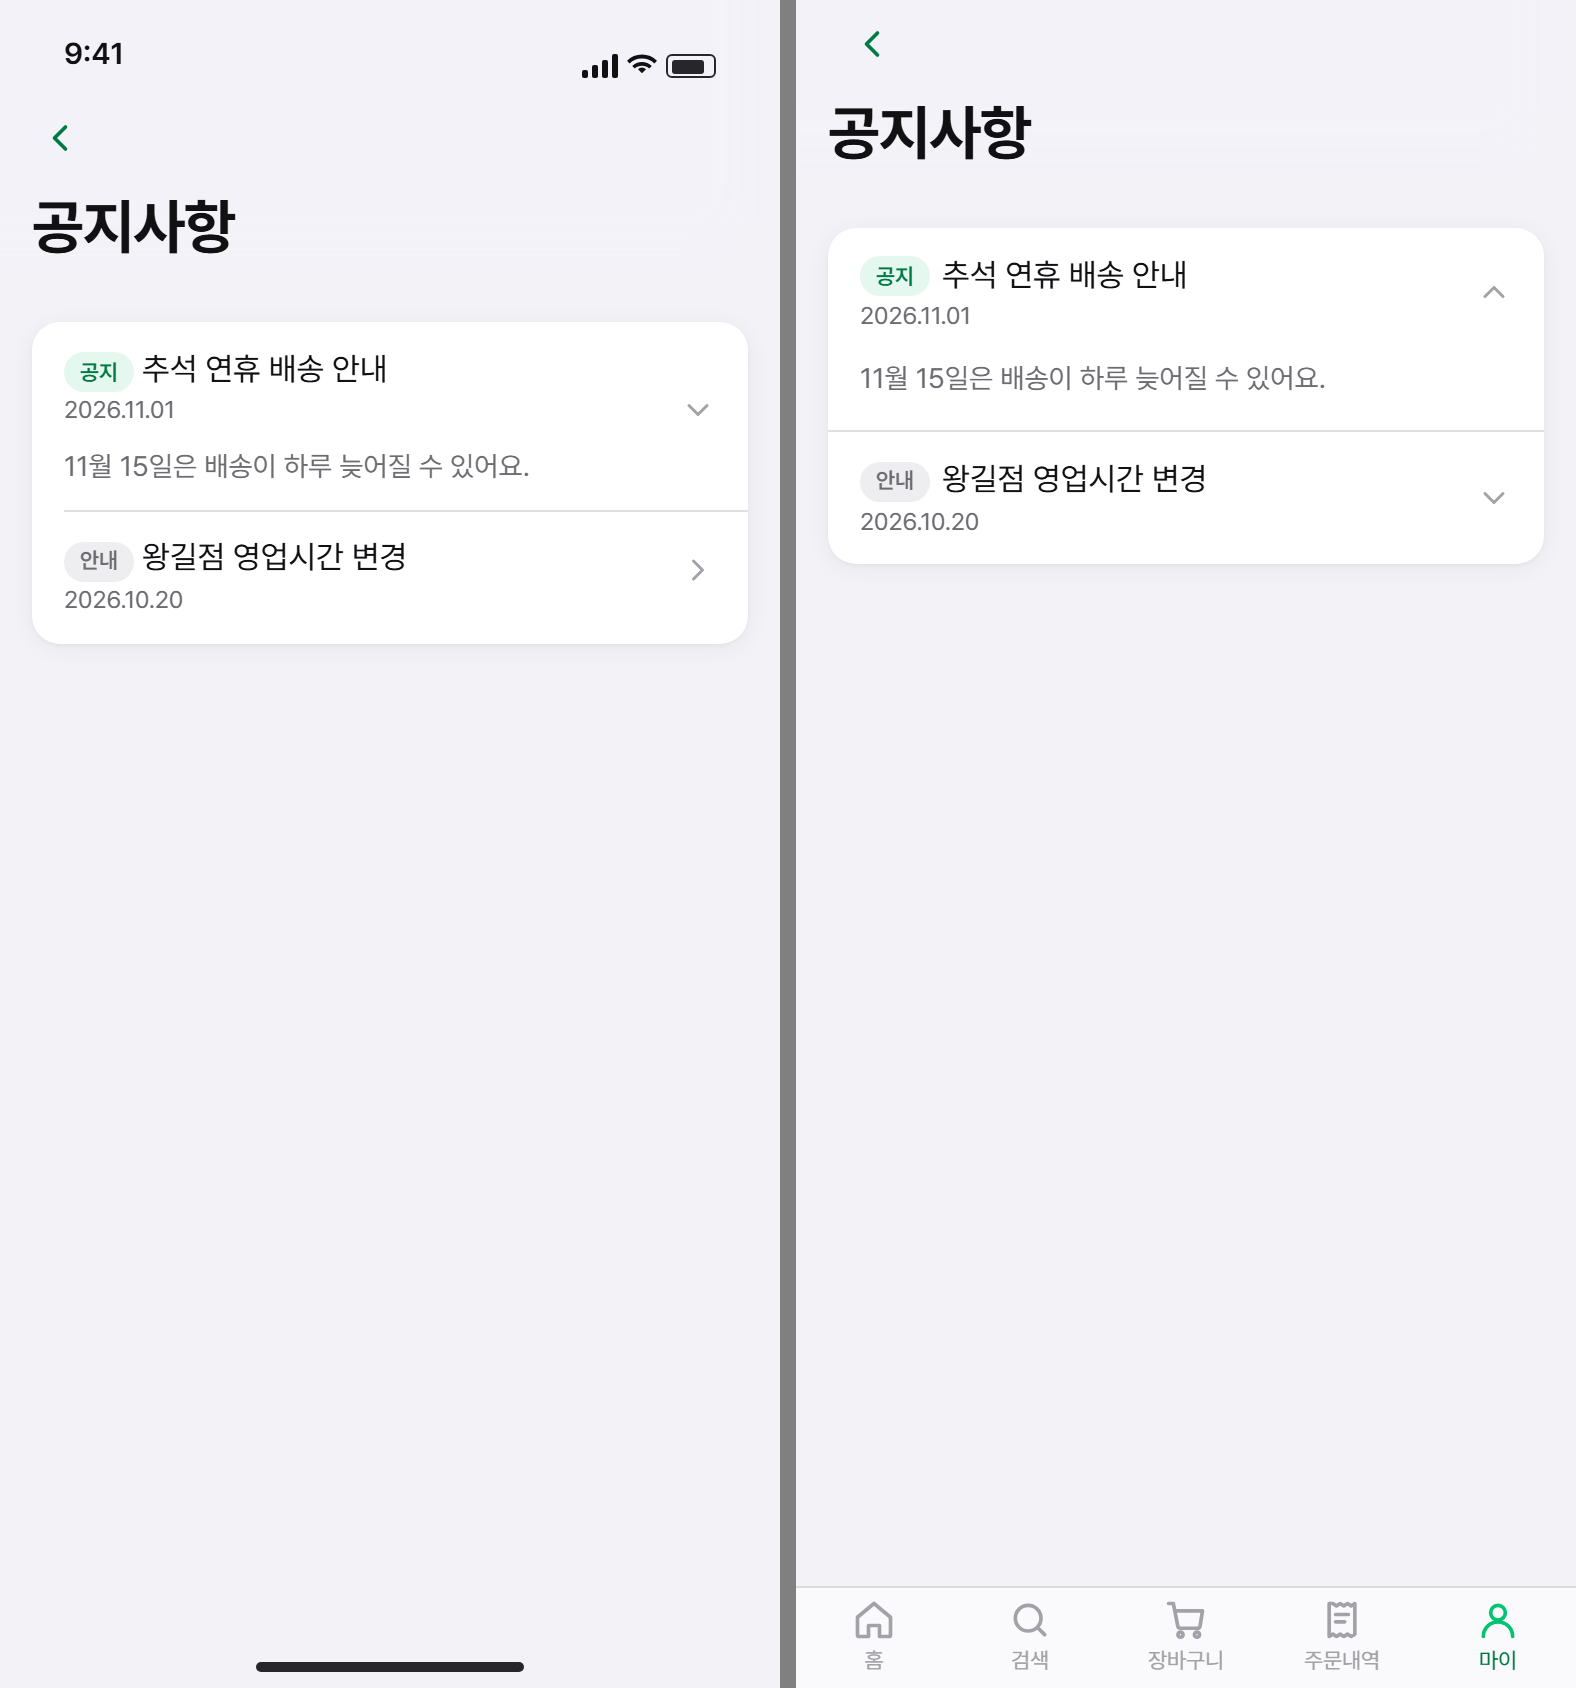 9:41
공지사항
공지 추석 연휴 배송 안내
2026.11.01
11월 15일은 배송이 하루 늦어질 수 있어요.
안내 왕길점 영업시간 변경
2026.10.20
공지사항
공지 추석 연휴 배송 안내
2026.11.01
11월 15일은 배송이 하루 늦어질 수 있어요.
안내 왕길점 영업시간 변경
2026.10.20
홈 검색 장바구니 주문내역 마이